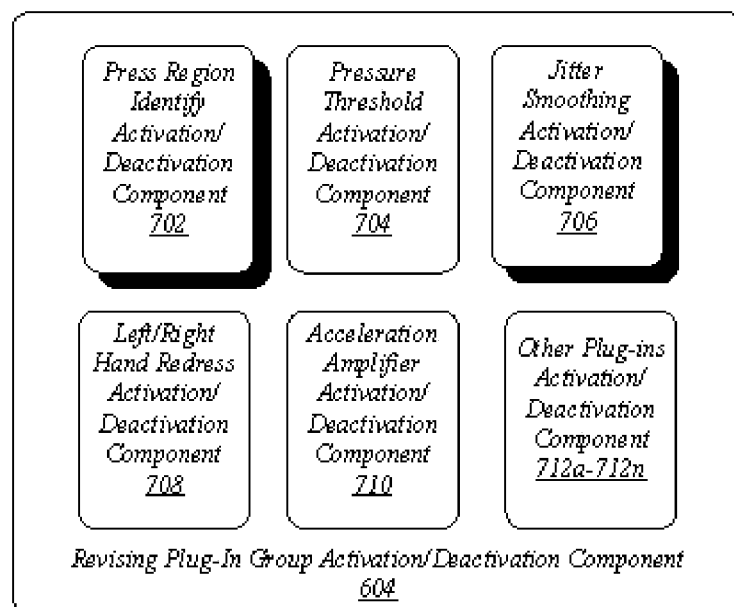 Press Region
Identify
Activation/
Deactivation
Component
702
Pressure
Threshold
Activation/
Deactivation
Component
704
Jitter
Smoothing
Activation/
Deactivation
Component
706
Left/Right
Hand Redress
Activation/
Deactivation
Component
708
Acceleration
Amplifier
Activation/
Deactivation
Component
710
Other Plug-ins
Activation/
Deactivation
Component
712a-712n
Revising Plug-In Group Activation/Deactivation Component
604